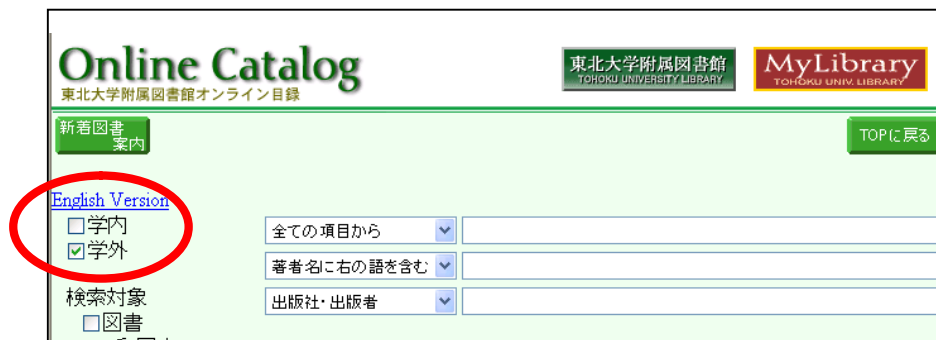 Online Catalog
東北大学附属図書館オンライン目録
東北大学附属図書館
TOHOKU UNIVERSITY LIBRARY
MyLibrary
TOHOKU UNIV. LIBRARY
新着図書
案内
TOPに戻る
English Version
学内
学外
全ての項目から
著者名に右の語を含む
検索対象
出版社・出版者
図書